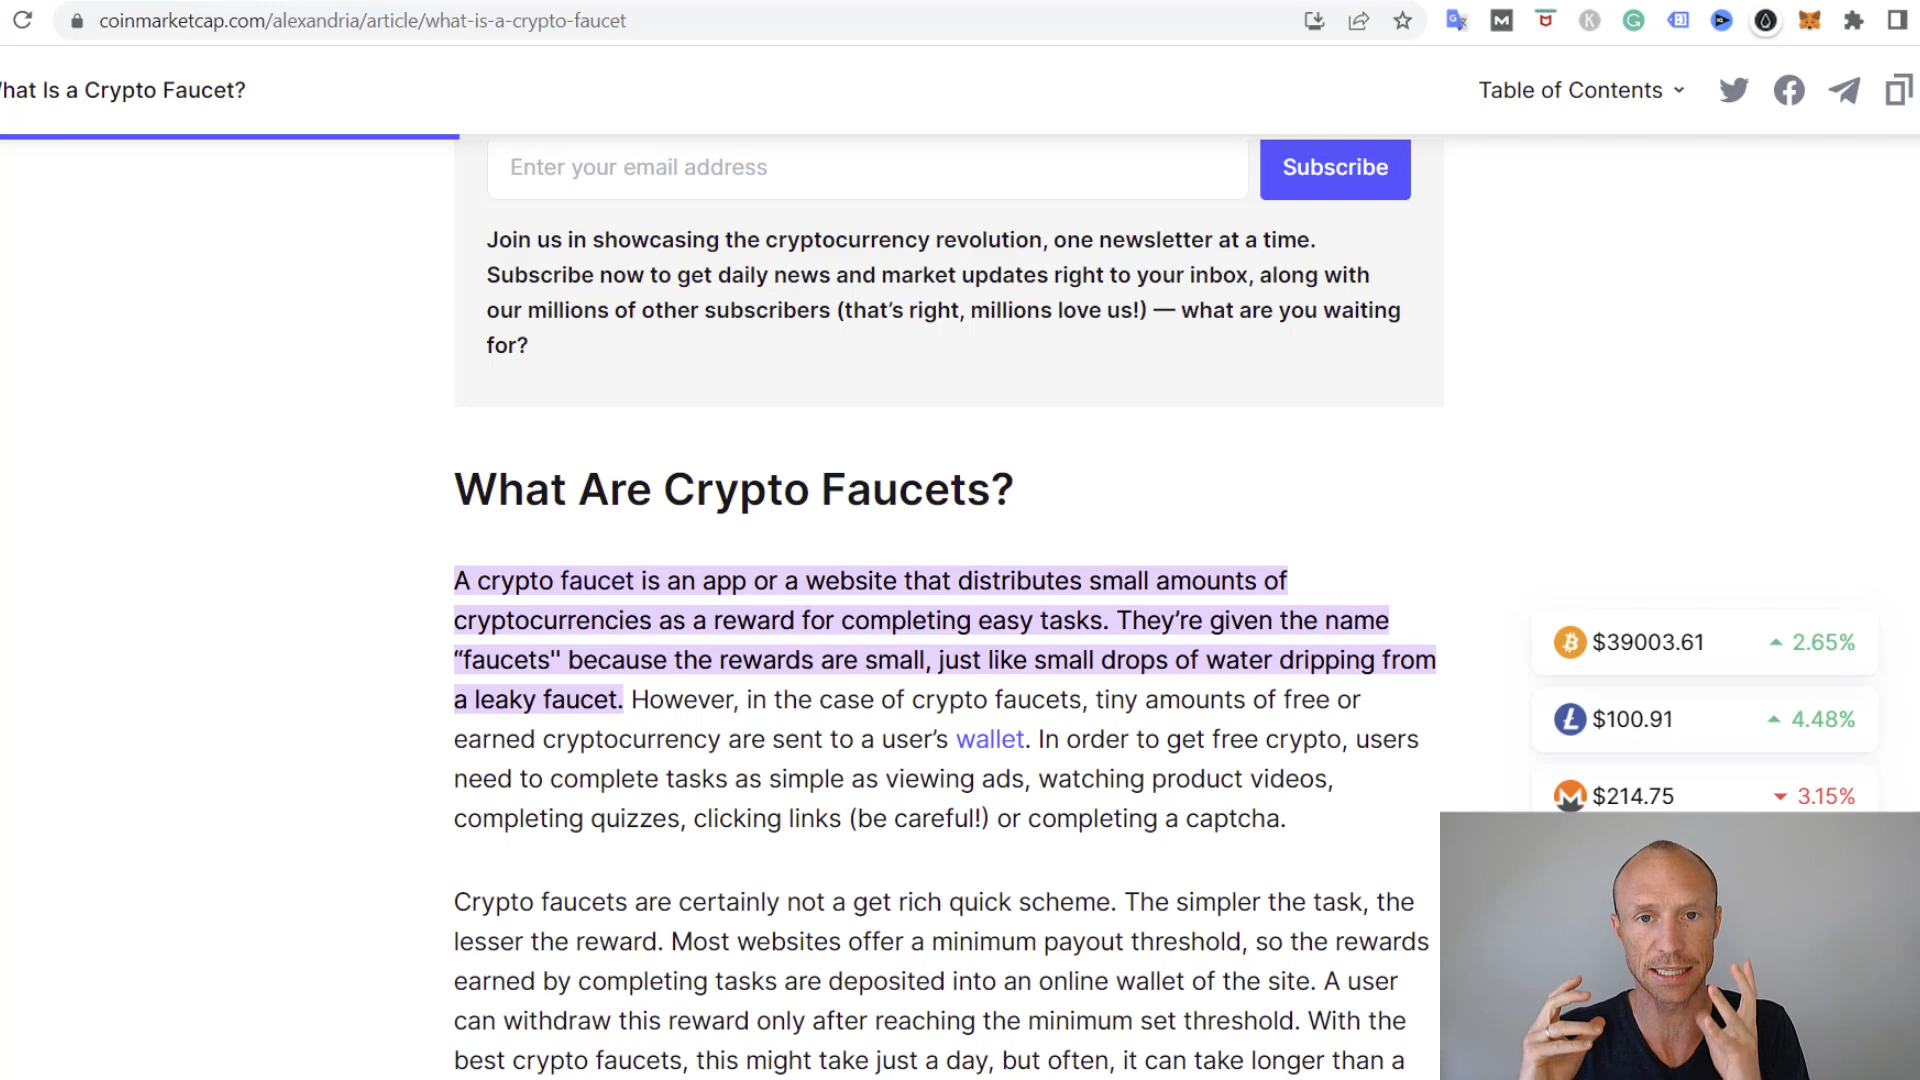 coinmarketcap.com/alexandria/article/what-is-a-crypto-faucet
hat Is a Crypto Faucet?
Table of Contents
Enter your email address
Subscribe
Join us in showcasing the cryptocurrency revolution, one newsletter at a time.
Subscribe now to get daily news and market updates right to your inbox, along with
our millions of other subscribers (that's right, millions love us!) — what are you waiting
for?
What Are Crypto Faucets?
A crypto faucet is an app or a website that distributes small amounts of
cryptocurrencies as a reward for completing easy tasks. They're given the name
“faucets" because the rewards are small, just like small drops of water dripping from
a leaky faucet. However, in the case of crypto faucets, tiny amounts of free or
earned cryptocurrency are sent to a user's wallet. In order to get free crypto, users
need to complete tasks as simple as viewing ads, watching product videos,
completing quizzes, clicking links (be careful!) or completing a captcha.
Crypto faucets are certainly not a get rich quick scheme. The simpler the task, the
lesser the reward. Most websites offer a minimum payout threshold, so the rewards
earned by completing tasks are deposited into an online wallet of the site. A user
can withdraw this reward only after reaching the minimum set threshold. With the
best crypto faucets, this might take just a day, but often, it can take longer than a
$39003.61 2.65%
$100.91 4.48%
$214.75 3.15%